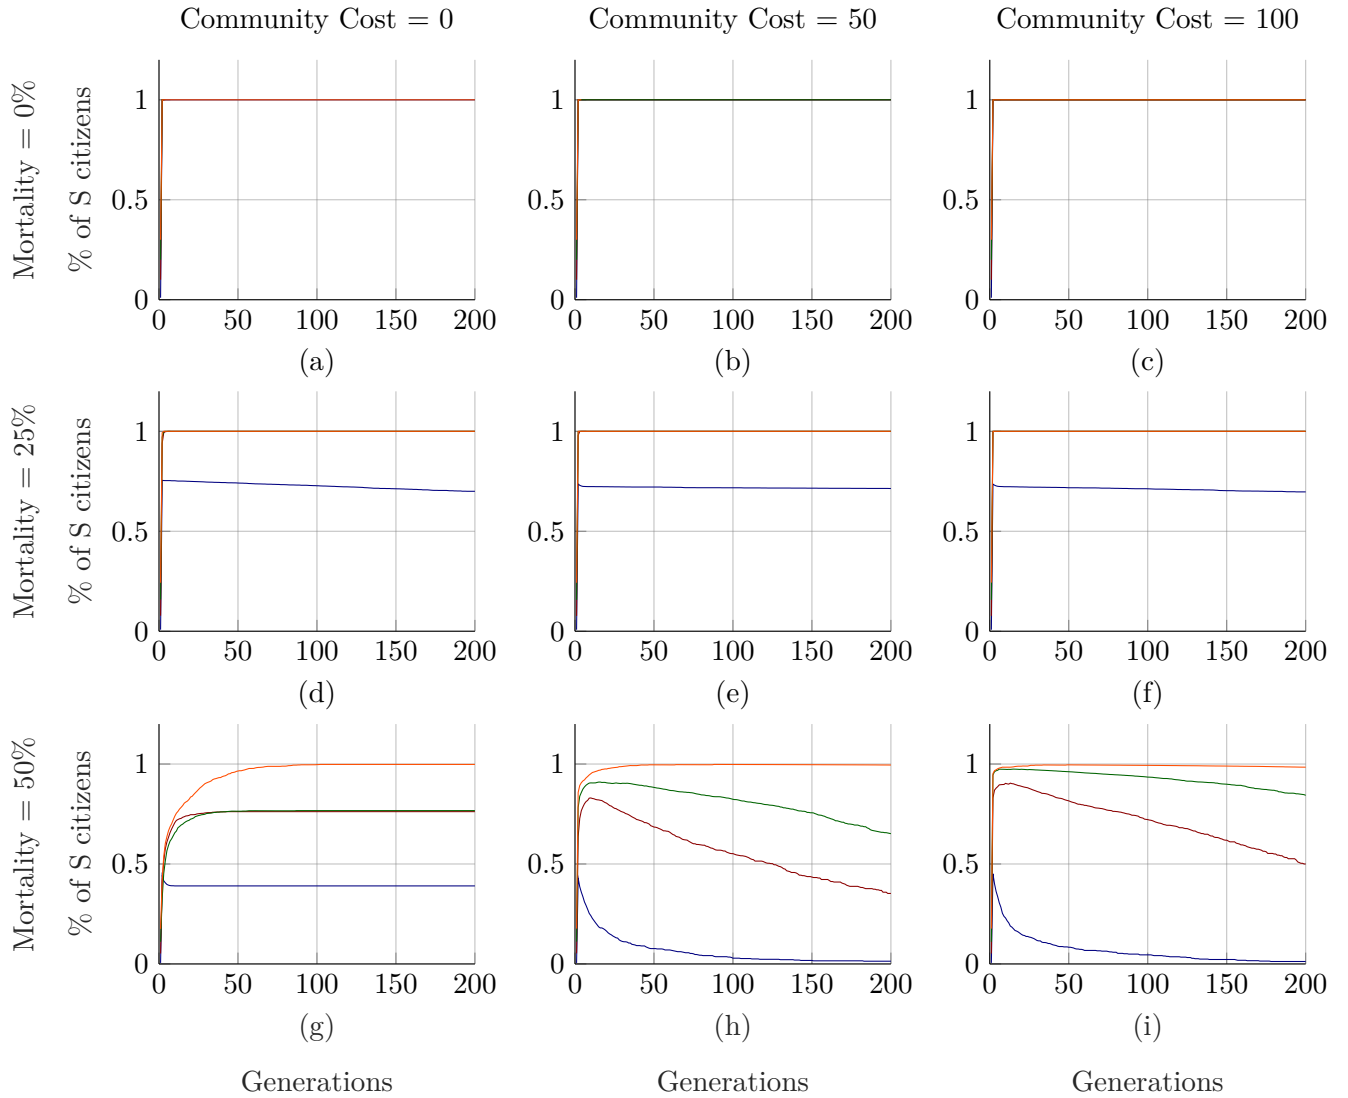 Community Cost = 0
Community Cost = 50
Community Cost = 100
Mortality = 0%
% of S citizens
1
0.5
0
0 50 100 150 200
(a)
1
0.5
0
0 50 100 150 200
(b)
1
0.5
0
0 50 100 150 200
(c)
Mortality = 25%
% of S citizens
1
0.5
0
0 50 100 150 200
(d)
1
0.5
0
0 50 100 150 200
(e)
1
0.5
0
0 50 100 150 200
(f)
Mortality = 50%
% of S citizens
1
0.5
0
0 50 100 150 200
(g)
Generations
1
0.5
0
0 50 100 150 200
(h)
Generations
1
0.5
0
0 50 100 150 200
(i)
Generations